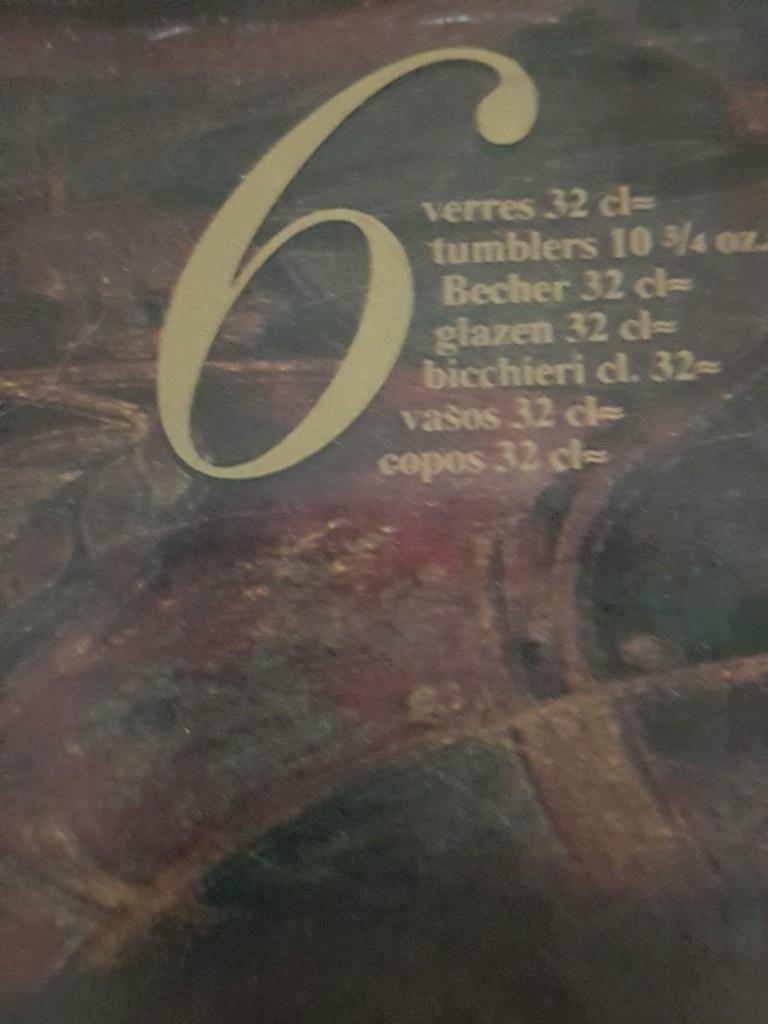 6
verres 32 cl≈
tumblers 10 3/4 oz.
Becher 32 cl≈
glazen 32 cl≈
bicchieri cl. 32≈
vasos 32 cl≈
copos 32 cl≈